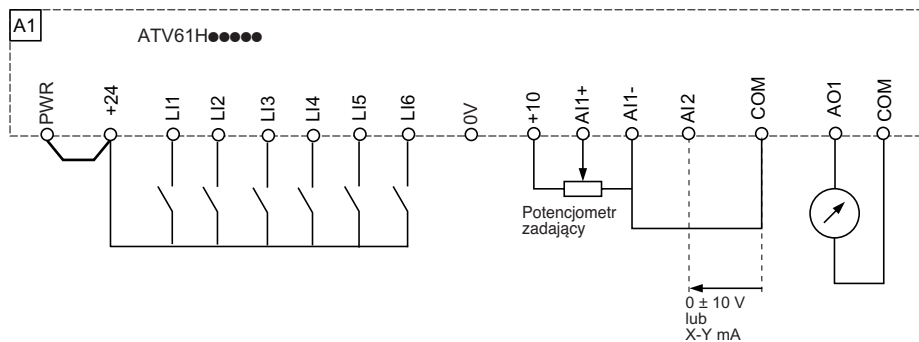 A1
ATV61H●●●●●
PWR
+24
LI1
LI2
LI3
LI4
LI5
LI6
0V
+10
AI1+
AI1-
AI2
COM
AO1
COM
Potencjometr
zadający
0 ± 10 V
lub
X-Y mA